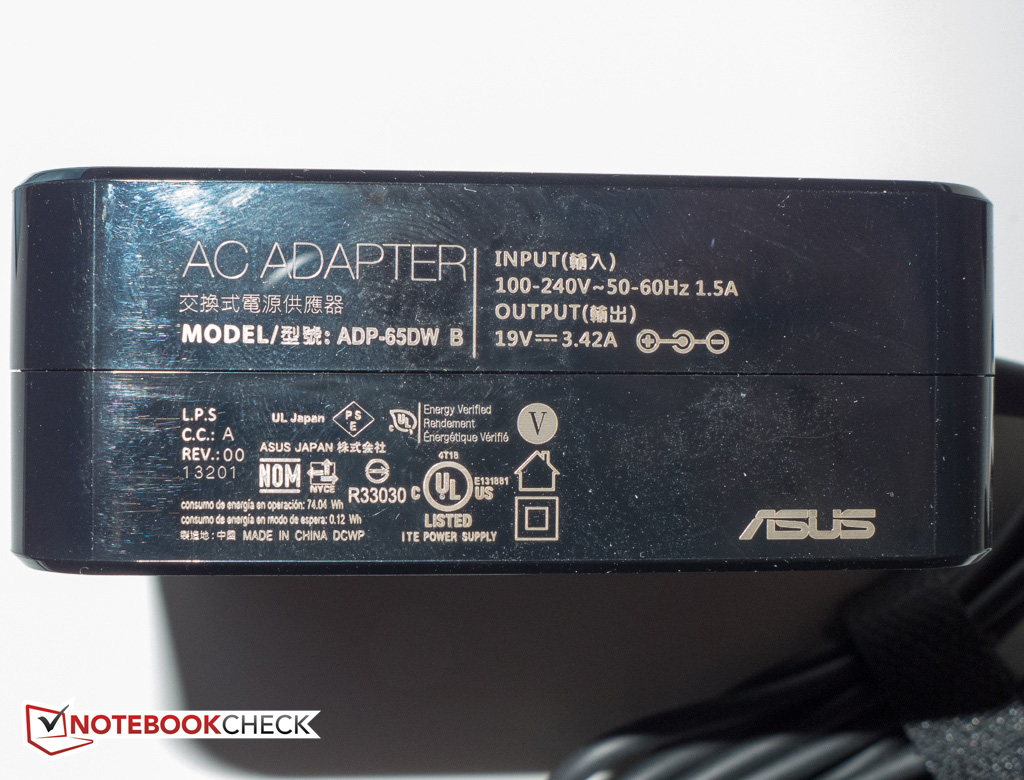 AC ADAPTER
交換式電源供應器
MODEL/型號: ADP-65DW B
INPUT(輸入)
100-240V~50-60Hz 1.5A
OUTPUT(輸出)
19V⎓3.42A
L.P.S
C.C.: A
REV.: 00
13201
UL Japan
PS
E
ASUS JAPAN 株式會社
UL
Energy Verified
Rendement
Énergétique Vérifié
V
NOM
NYCE
R33030
6T18
C UL US
E131881
LISTED
ITE POWER SUPPLY
consumo de energía en operación: 74.04 Wh
consumo de energía en modo de espera: 0.12 Wh
製造地:中國 MADE IN CHINA DCWP
ASUS
NOTEBOOKCHECK